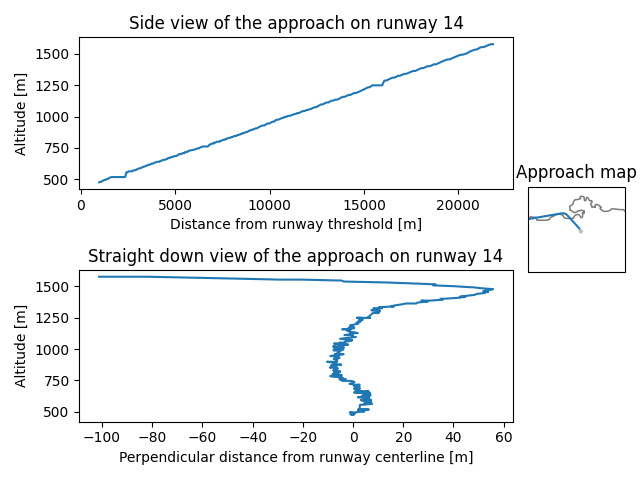 Side view of the approach on runway 14
1500
1250
1000
750
500
Altitude [m]
0 5000 10000 15000 20000
Distance from runway threshold [m]
Approach map
Straight down view of the approach on runway 14
1500
1250
1000
750
500
Altitude [m]
−100 −80 −60 −40 −20 0 20 40 60
Perpendicular distance from runway centerline [m]